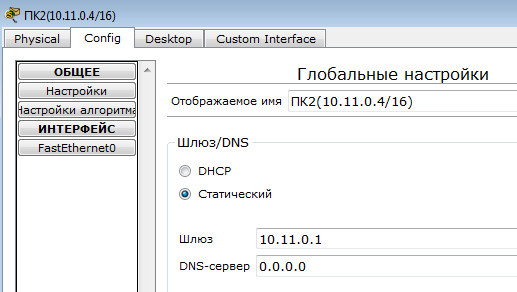 ПК2(10.11.0.4/16)
Physical Config Desktop Custom Interface
ОБЩЕЕ
Настройки
Настройки алгоритма
ИНТЕРФЕЙС
FastEthernet0
Глобальные настройки
Отображаемое имя ПК2(10.11.0.4/16)
Шлюз/DNS
DHCP
Статический
Шлюз 10.11.0.1
DNS-сервер 0.0.0.0